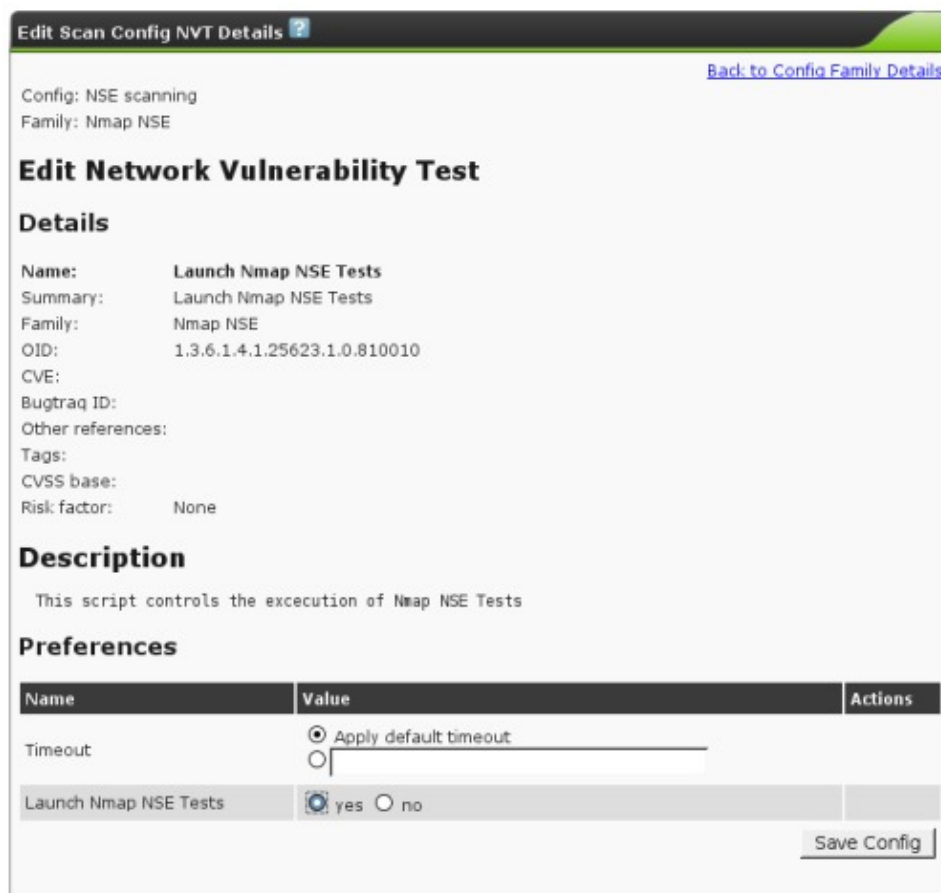 Edit Scan Config NVT Details ?
Back to Config Family Details
Config: NSE scanning
Family: Nmap NSE
Edit Network Vulnerability Test
Details
Name: Launch Nmap NSE Tests
Summary: Launch Nmap NSE Tests
Family: Nmap NSE
OID: 1.3.6.1.4.1.25623.1.0.810010
CVE:
Bugtraq ID:
Other references:
Tags:
CVSS base:
Risk factor: None
Description
This script controls the excecution of Nmap NSE Tests
Preferences
Name Value Actions
Timeout Apply default timeout
Launch Nmap NSE Tests yes no
Save Config